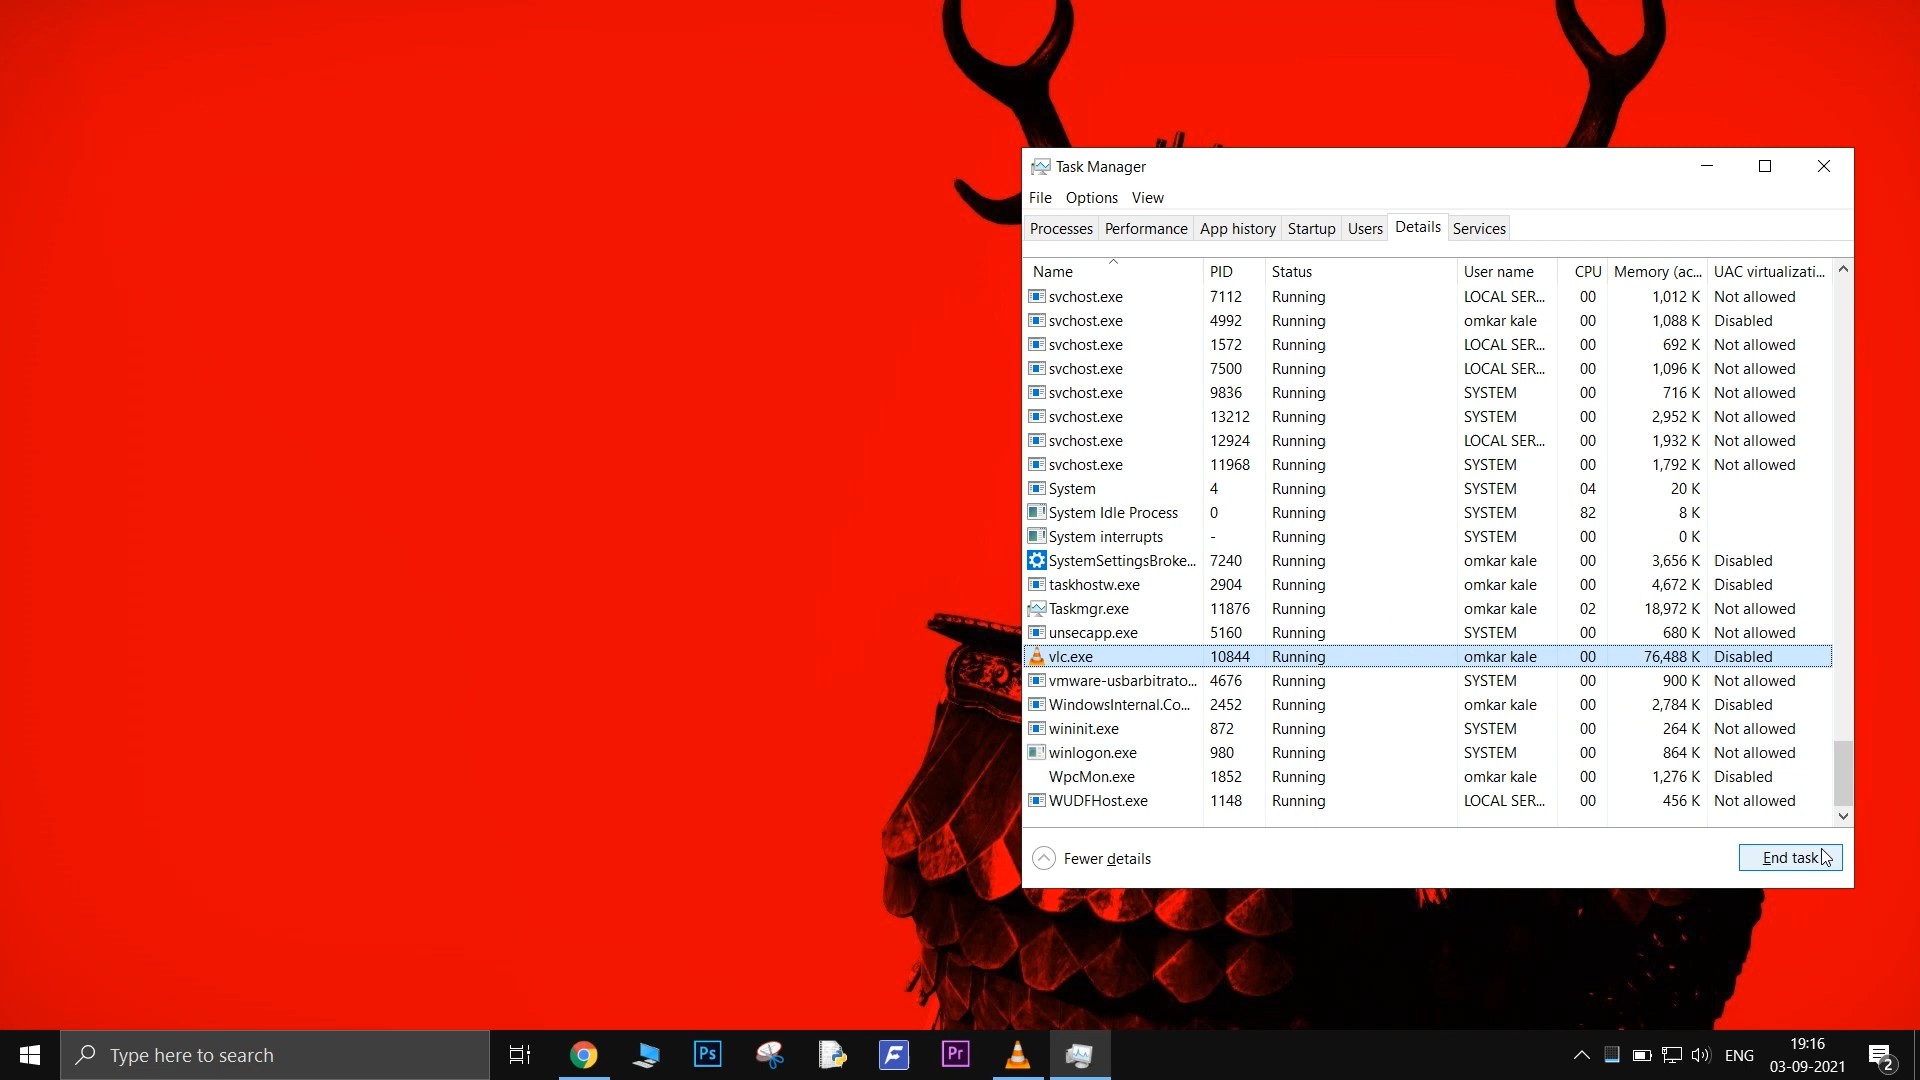 Task Manager
File Options View
Processes Performance App history Startup Users Details Services
Name PID Status User name CPU Memory (ac... UAC virtualizati...
svchost.exe 7112 Running LOCAL SER... 00 1,012 K Not allowed
svchost.exe 4992 Running omkar kale 00 1,088 K Disabled
svchost.exe 1572 Running LOCAL SER... 00 692 K Not allowed
svchost.exe 7500 Running LOCAL SER... 00 1,096 K Not allowed
svchost.exe 9836 Running SYSTEM 00 716 K Not allowed
svchost.exe 13212 Running SYSTEM 00 2,952 K Not allowed
svchost.exe 12924 Running LOCAL SER... 00 1,932 K Not allowed
svchost.exe 11968 Running SYSTEM 00 1,792 K Not allowed
System 4 Running SYSTEM 04 20 K
System Idle Process 0 Running SYSTEM 82 8 K
System interrupts - Running SYSTEM 00 0 K
SystemSettingsBroke... 7240 Running omkar kale 00 3,656 K Disabled
taskhostw.exe 2904 Running omkar kale 00 4,672 K Disabled
Taskmgr.exe 11876 Running omkar kale 02 18,972 K Not allowed
unsecapp.exe 5160 Running SYSTEM 00 680 K Not allowed
vlc.exe 10844 Running omkar kale 00 76,488 K Disabled
vmware-usbarbitrato... 4676 Running SYSTEM 00 900 K Not allowed
WindowsInternal.Co... 2452 Running omkar kale 00 2,784 K Disabled
wininit.exe 872 Running SYSTEM 00 264 K Not allowed
winlogon.exe 980 Running SYSTEM 00 864 K Not allowed
WpcMon.exe 1852 Running omkar kale 00 1,276 K Disabled
WUDFHost.exe 1148 Running LOCAL SER... 00 456 K Not allowed
Fewer details End task
Type here to search Ps F Pr ENG 19:16
03-09-2021 2